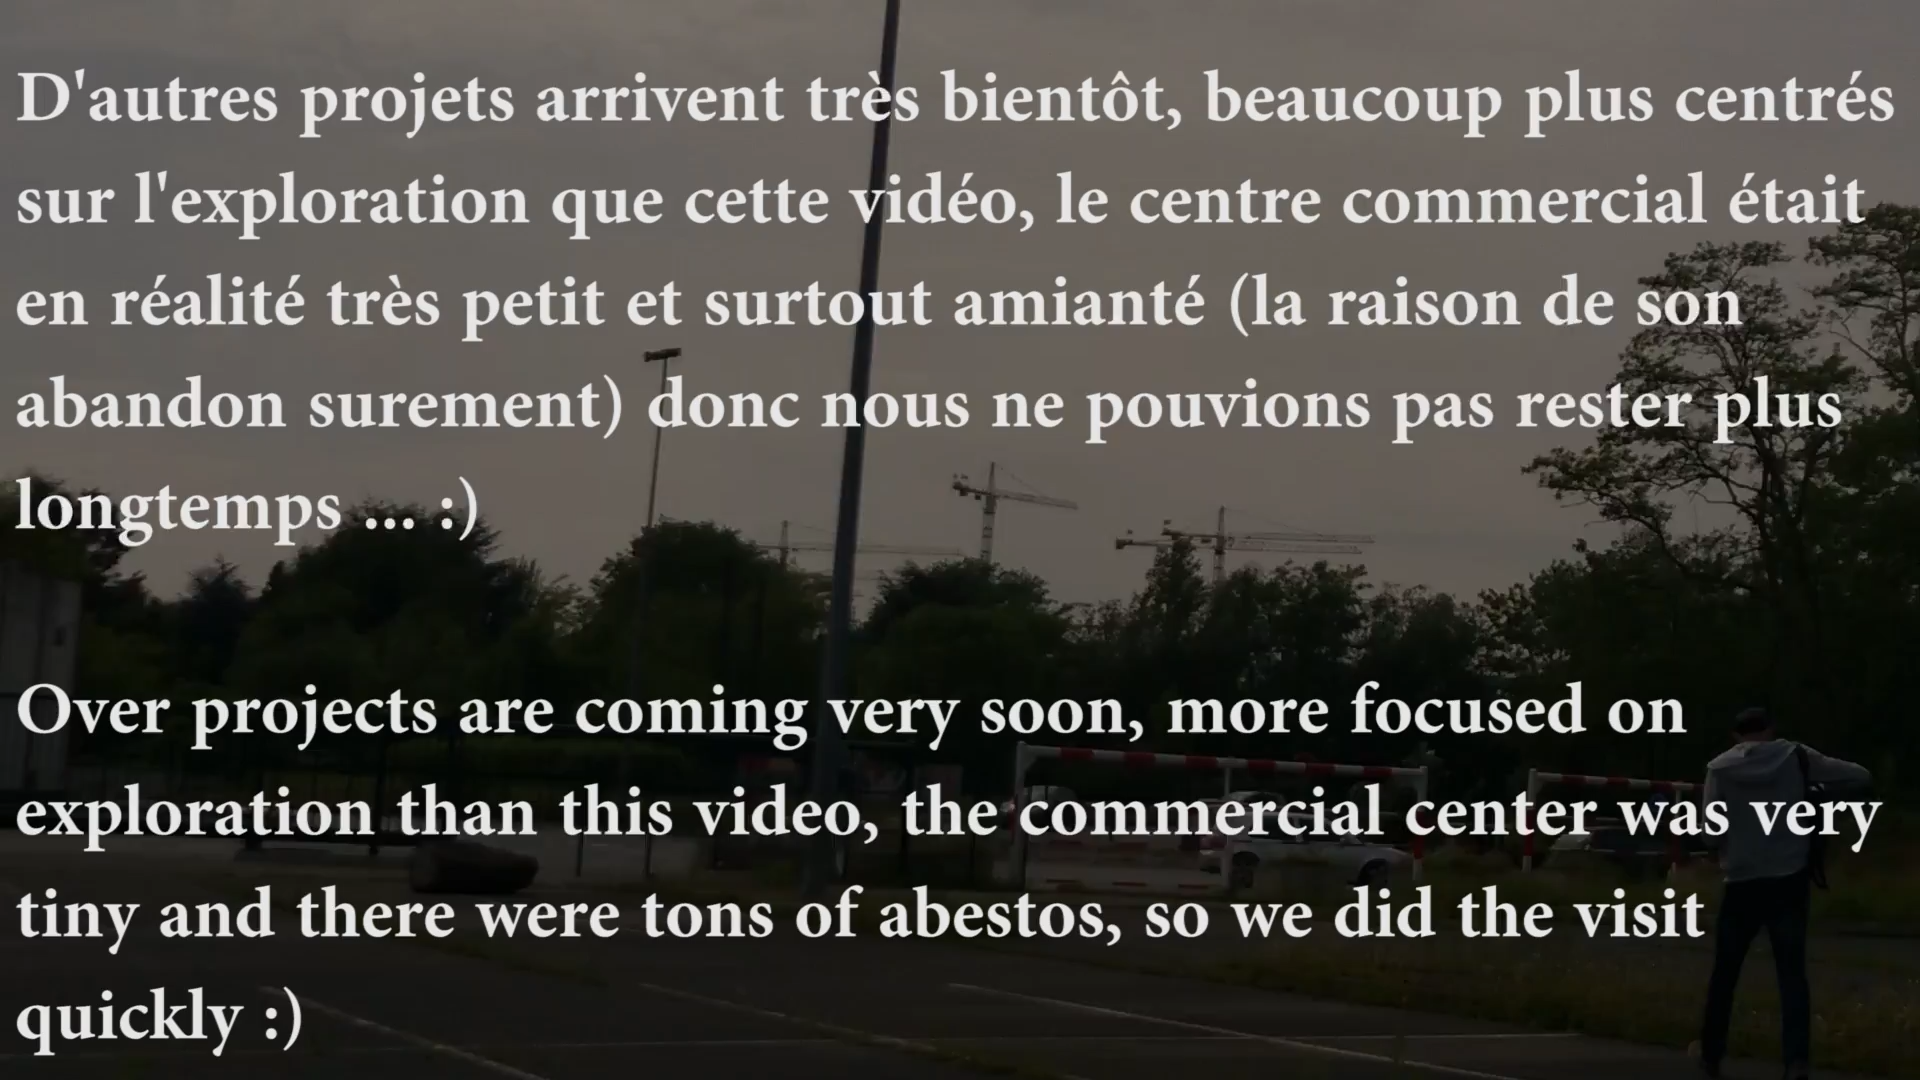 D'autres projets arrivent très bientôt, beaucoup plus centrés
sur l'exploration que cette vidéo, le centre commercial était
en réalité très petit et surtout amianté (la raison de son
abandon surement) donc nous ne pouvions pas rester plus
longtemps ... :)
Over projects are coming very soon, more focused on
exploration than this video, the commercial center was very
tiny and there were tons of abestos, so we did the visit
quickly :)